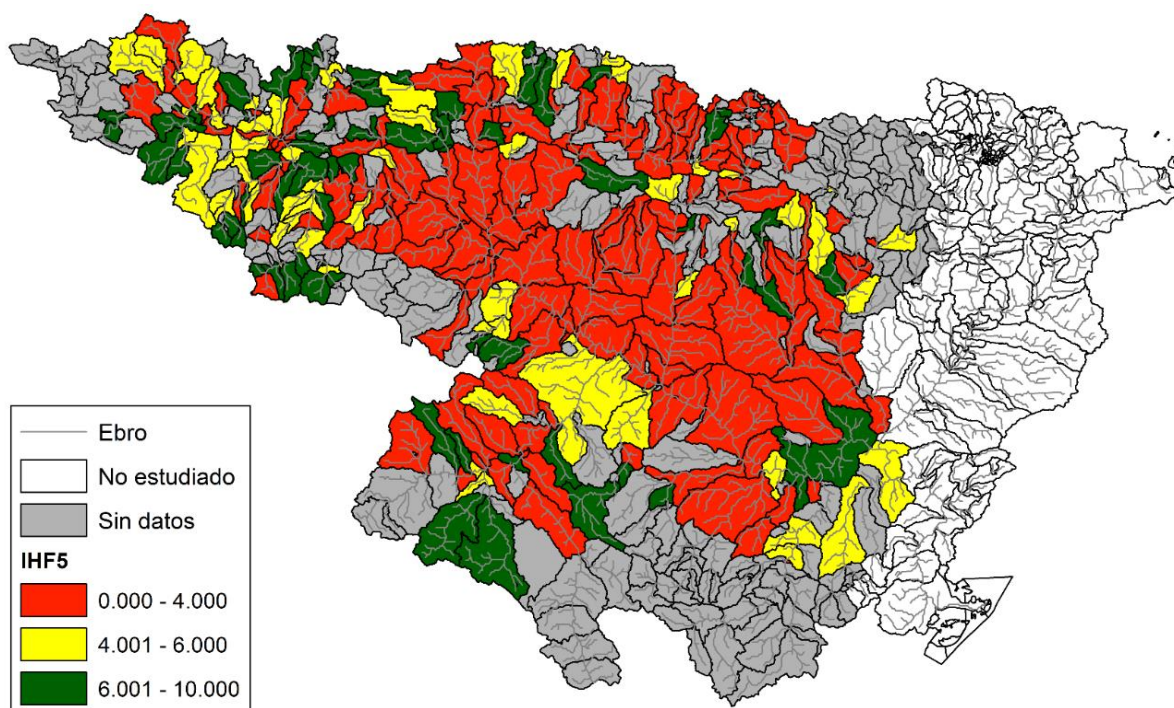 Ebro
No estudiado
Sin datos
IHF5
0.000 - 4.000
4.001 - 6.000
6.001 - 10.000